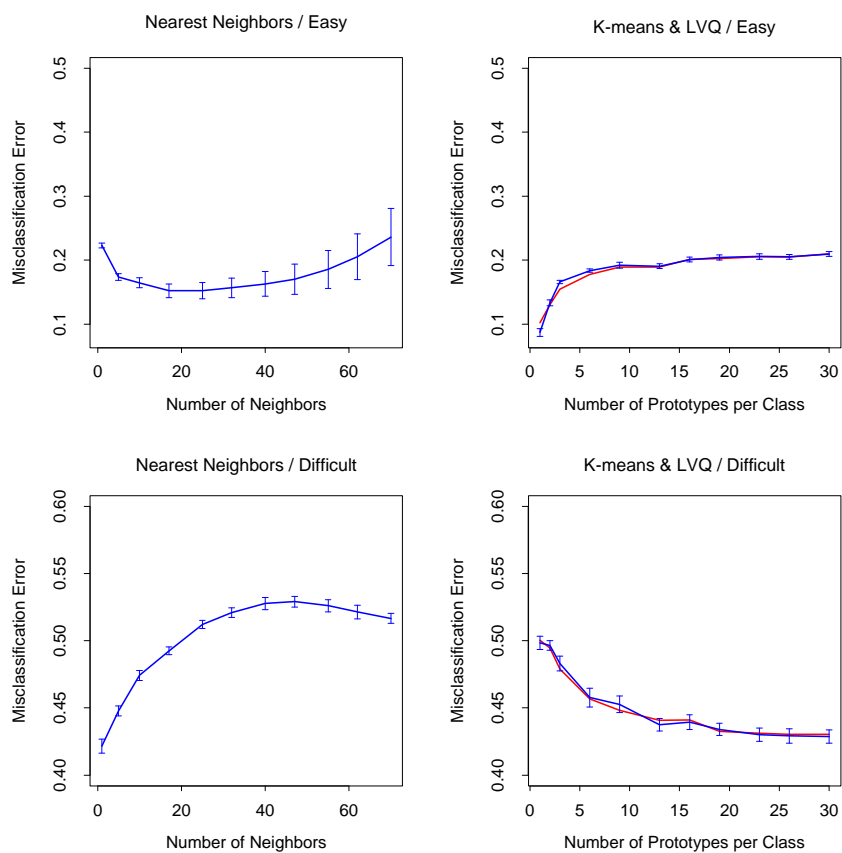 Nearest Neighbors / Easy
Misclassification Error
0.1 0.2 0.3 0.4 0.5
0 20 40 60
Number of Neighbors
K-means & LVQ / Easy
Misclassification Error
0.1 0.2 0.3 0.4 0.5
0 5 10 15 20 25 30
Number of Prototypes per Class
Nearest Neighbors / Difficult
Misclassification Error
0.40 0.45 0.50 0.55 0.60
0 20 40 60
Number of Neighbors
K-means & LVQ / Difficult
Misclassification Error
0.40 0.45 0.50 0.55 0.60
0 5 10 15 20 25 30
Number of Prototypes per Class